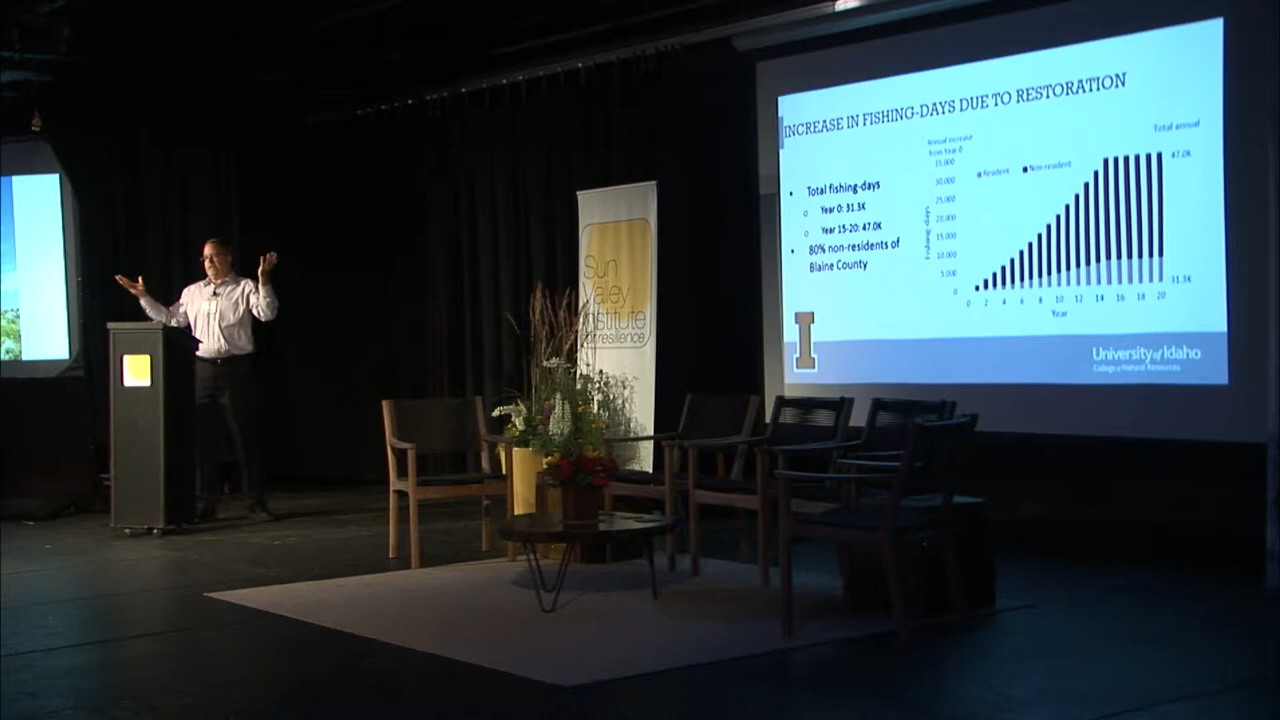 INCREASE IN FISHING-DAYS DUE TO RESTORATION
• Total fishing-days
o Year 0: 31.3K
o Year 15-20: 47.0K
• 80% non-residents of
Blaine County
Annual increase
from Year 0
Total annual
Resident Non-resident
35,000
30,000
25,000
20,000
15,000
10,000
5,000
0
Fishing-days
47.0K
31.3K
0 2 4 6 8 10 12 14 16 18 20
Year
I
University of Idaho
College of Natural Resources
Sun
Valley
Institute
for resilience